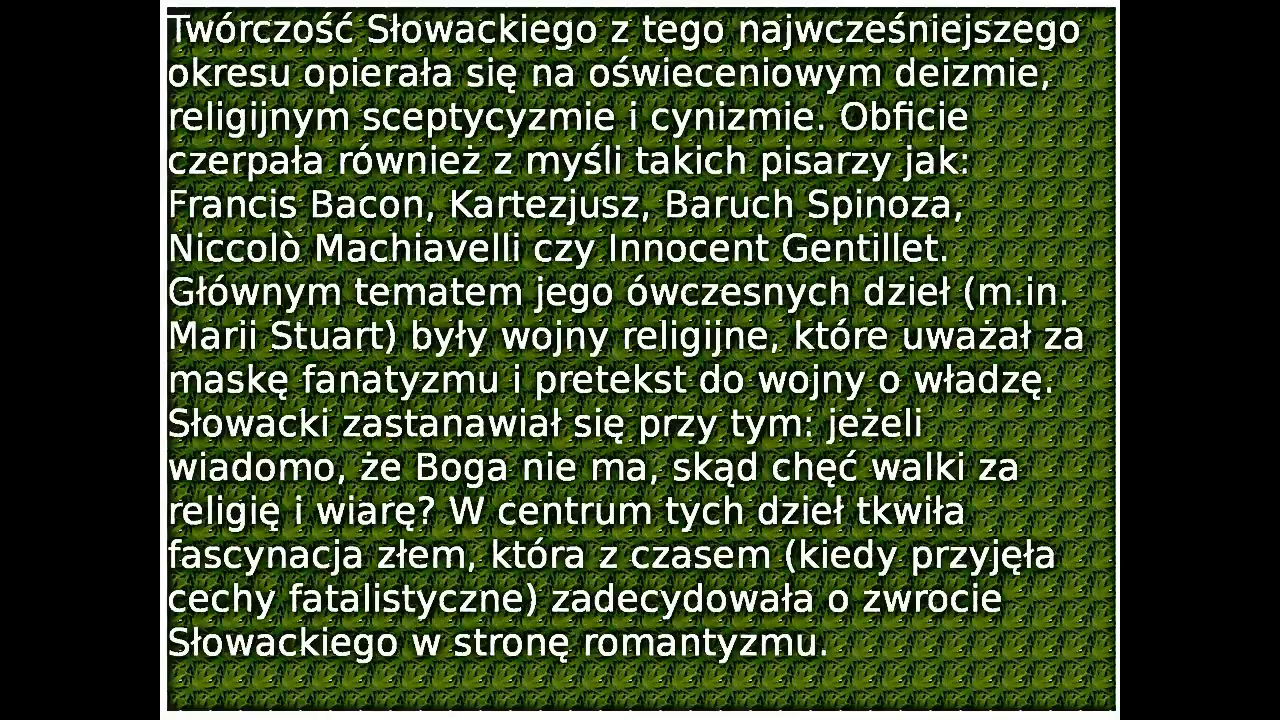 Twórczość Słowackiego z tego najwcześniejszego
okresu opierała się na oświeceniowym deizmie,
religijnym sceptycyzmie i cynizmie. Obficie
czerpała również z myśli takich pisarzy jak:
Francis Bacon, Kartezjusz, Baruch Spinoza,
Niccolò Machiavelli czy Innocent Gentillet.
Głównym tematem jego ówczesnych dzieł (m.in.
Marii Stuart) były wojny religijne, które uważał za
maskę fanatyzmu i pretekst do wojny o władzę.
Słowacki zastanawiał się przy tym: jeżeli
wiadomo, że Boga nie ma, skąd chęć walki za
religię i wiarę? W centrum tych dzieł tkwiła
fascynacja złem, która z czasem (kiedy przyjęła
cechy fatalistyczne) zadecydowała o zwrocie
Słowackiego w stronę romantyzmu.